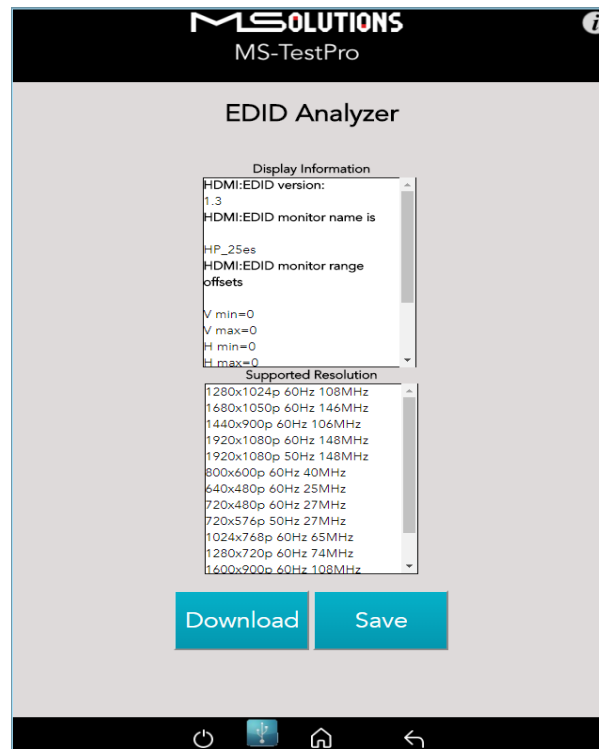 MSOLUTIONS
i
MS-TestPro
EDID Analyzer
Display Information
HDMI:EDID version:
1.3
HDMI:EDID monitor name is
HP_25es
HDMI:EDID monitor range
offsets
V min=0
V max=0
H min=0
H max=0
Supported Resolution
1280x1024p 60Hz 108MHz
1680x1050p 60Hz 146MHz
1440x900p 60Hz 106MHz
1920x1080p 60Hz 148MHz
1920x1080p 50Hz 148MHz
800x600p 60Hz 40MHz
640x480p 60Hz 25MHz
720x480p 60Hz 27MHz
720x576p 50Hz 27MHz
1024x768p 60Hz 65MHz
1280x720p 60Hz 74MHz
1600x900p 60Hz 108MHz
Download Save